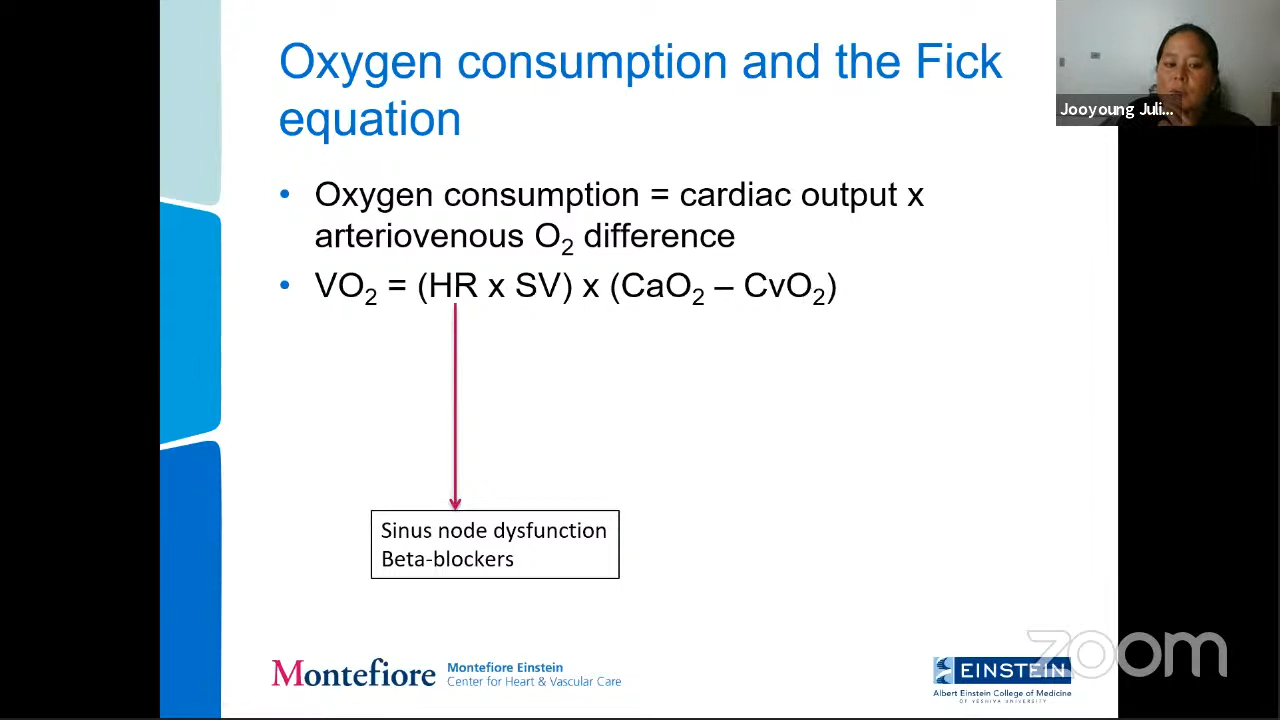 Oxygen consumption and the Fick
equation
• Oxygen consumption = cardiac output x
arteriovenous O₂ difference
• VO₂ = (HR x SV) x (CaO₂ – CvO₂)
Sinus node dysfunction
Beta-blockers
Montefiore
Montefiore Einstein
Center for Heart & Vascular Care
EINSTEIN
Albert Einstein College of Medicine
OF YESHIVA UNIVERSITY
Jooyoung Juli...
zoom